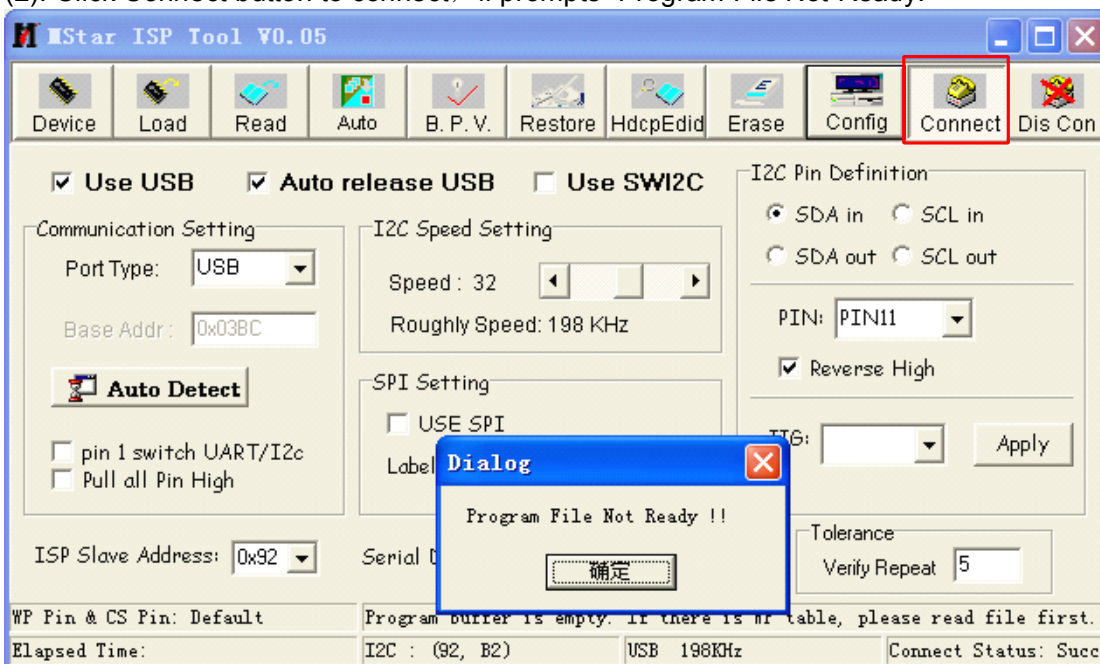 (2). Click Connect button to connect, if prompts "Program File Not Ready."
MStar ISP Tool V0.05
Device Load Read Auto B.P.V. Restore HdcpEdid Erase Config Connect Dis Con
Use USB Auto release USB Use SWI2C
I2C Pin Definition
SDA in SCL in
SDA out SCL out
Communication Setting
Port Type: USB
Base Addr: 0x03BC
Auto Detect
pin 1 switch UART/I2c
Pull all Pin High
I2C Speed Setting
Speed: 32
Roughly Speed: 198 KHz
SPI Setting
USE SPI
Label
PIN: PIN11
Reverse High
Apply
Dialog
Program File Not Ready !!
确定
ISP Slave Address: 0x92
Serial
Tolerance
Verify Repeat 5
WP Pin & CS Pin: Default
Program buffer is empty. If there is table, please read file first.
Elapsed Time:
I2C : (92, B2)
USB 198KHz
Connect Status: Succ